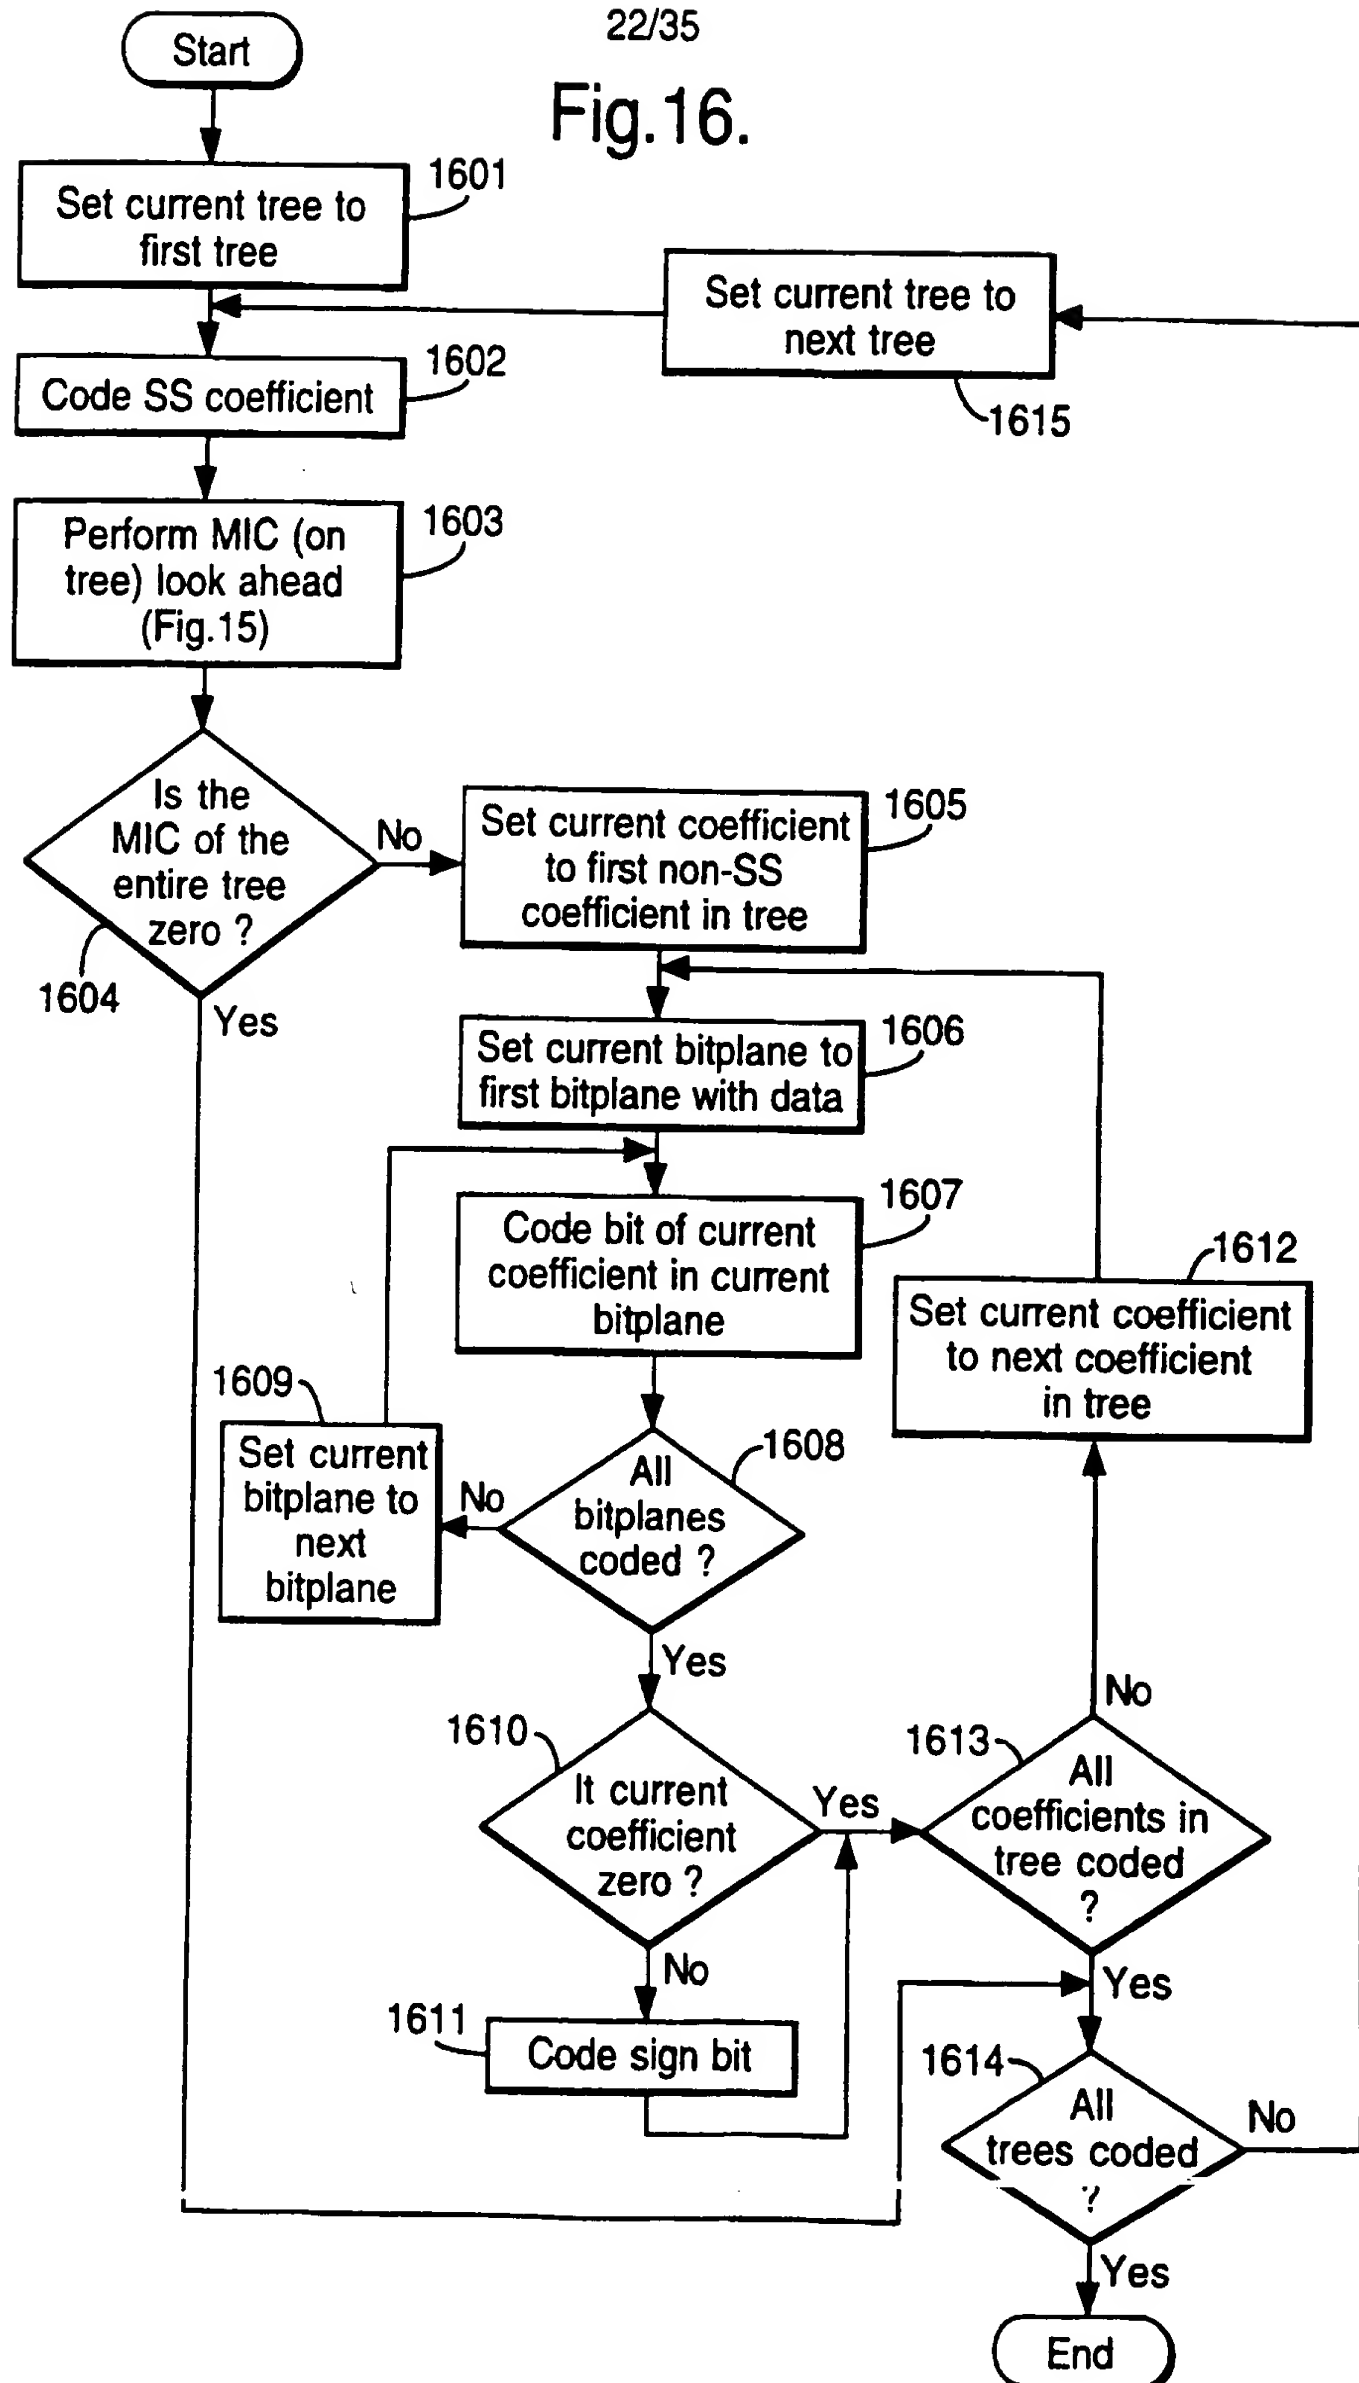 22/35
Fig.16.
Start
1601
Set current tree to
first tree
Set current tree to
next tree
1615
1602
Code SS coefficient
1603
Perform MIC (on
tree) look ahead
(Fig.15)
Is the
MIC of the
entire tree
zero ?
1604
No
Yes
1605
Set current coefficient
to first non-SS
coefficient in tree
1606
Set current bitplane to
first bitplane with data
1607
Code bit of current
coefficient in current
bitplane
1612
Set current coefficient
to next coefficient
in tree
1609
Set current
bitplane to
next
bitplane
No
1608
All
bitplanes
coded ?
Yes
1610
It current
coefficient
zero ?
Yes
No
1611
Code sign bit
1613
No
All
coefficients in
tree coded
?
Yes
1614
All
trees coded
?
No
Yes
End